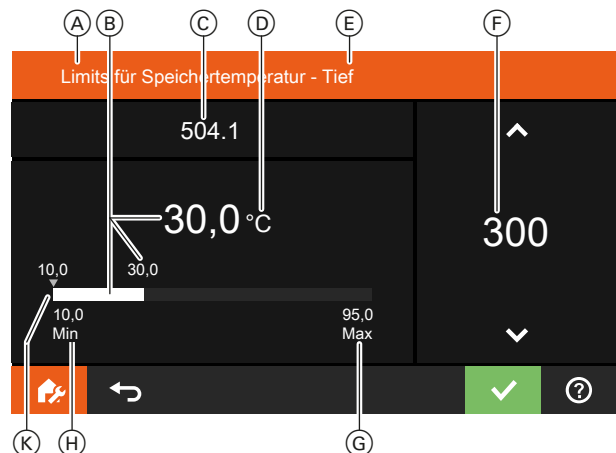 A B C D E F
Limits für Speichertemperatur - Tief
504.1
30,0 °C
300
10,0 30,0
10,0 95,0
Min Max
?
K H G